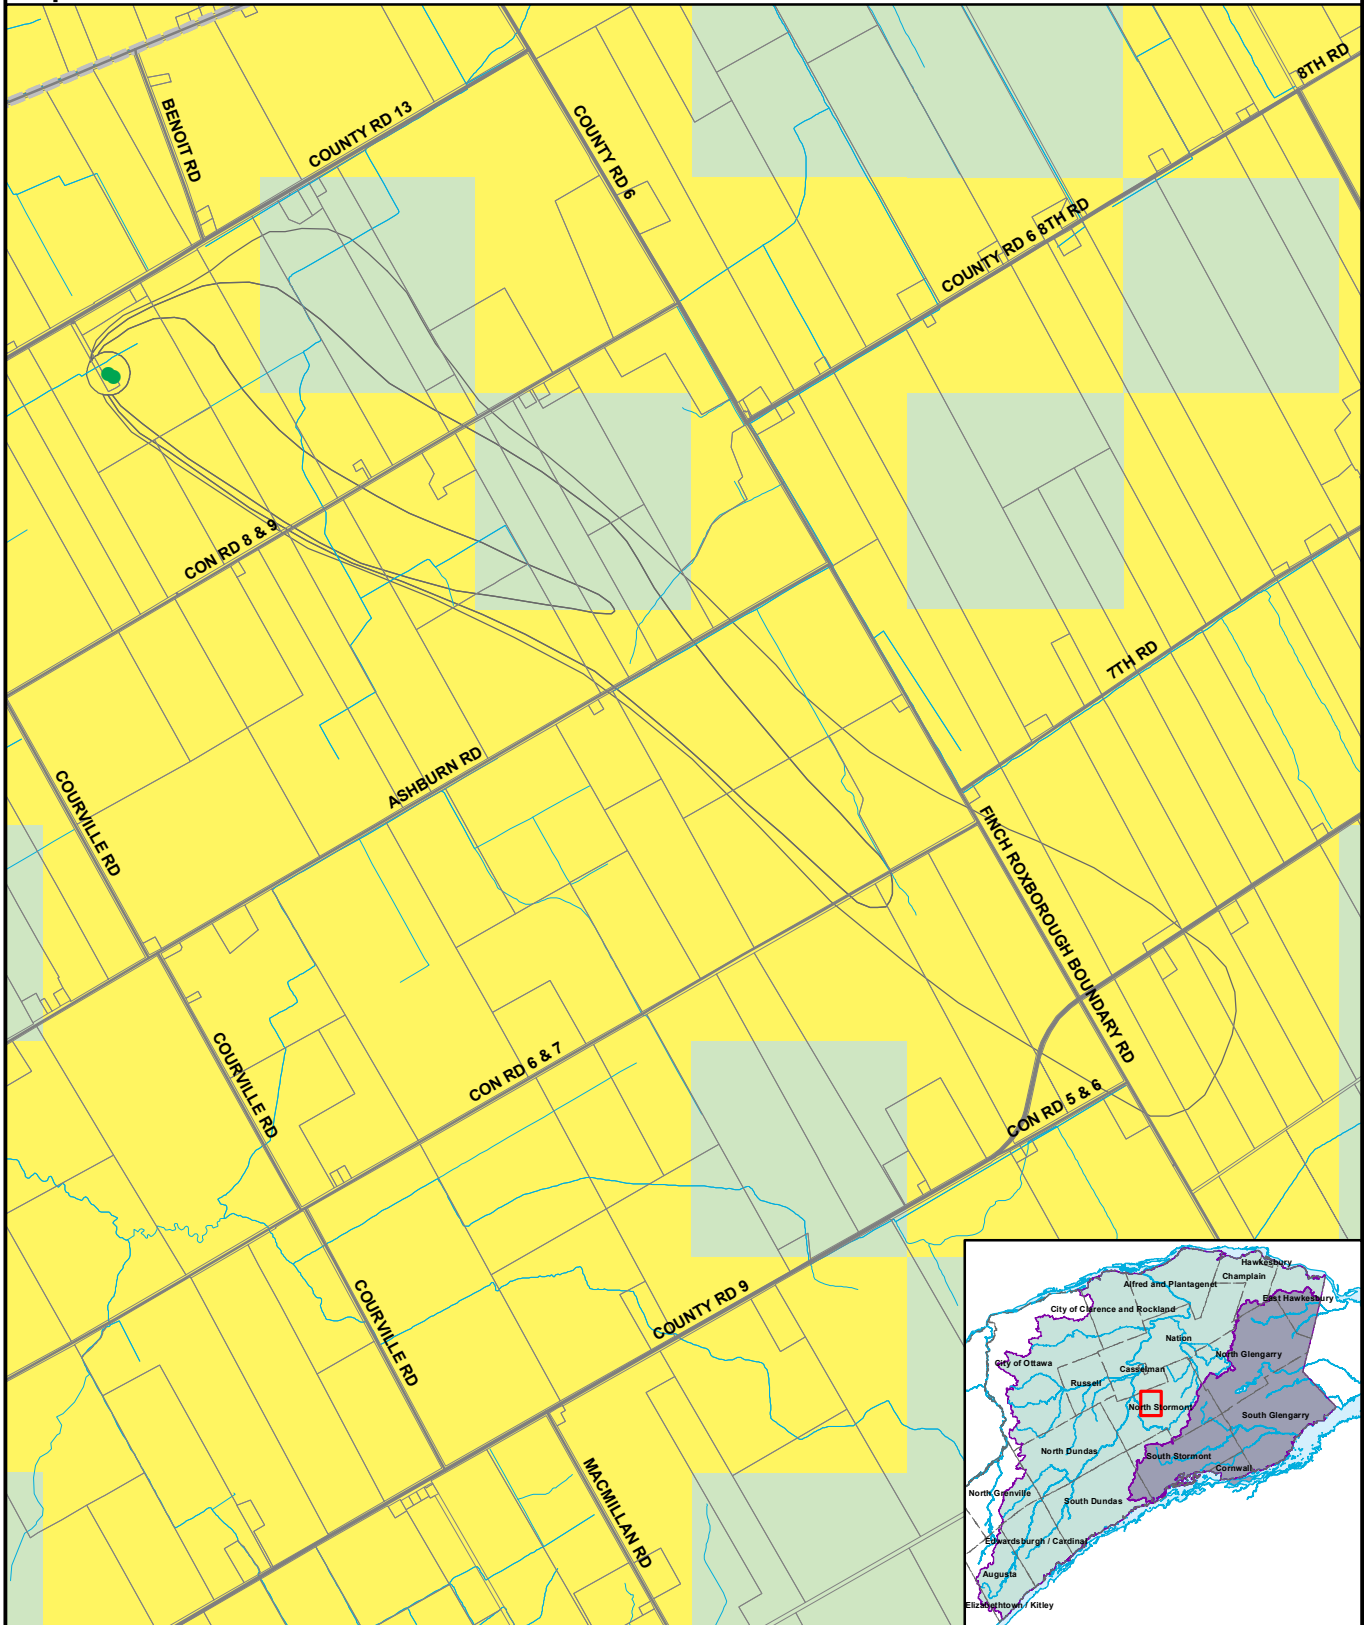 BENOIT RD
COUNTY RD 13
COUNTY RD 6
8TH RD
COUNTY RD 6 8TH RD
CON RD 8 & 9
7TH RD
COURVILLE RD
ASHBURN RD
FINCH ROXBOROUGH BOUNDARY RD
COURVILLE RD
CON RD 6 & 7
CON RD 5 & 6
COURVILLE RD
COUNTY RD 9
MACMILLAN RD
Hawkesbury
Champlain
Alfred and Plantagenet
East Hawkesbury
City of Clarence and Rockland
Nation
North Glengarry
City of Ottawa
Casselman
Russell
North Stormont
South Glengarry
North Dundas
South Stormont
Cornwall
North Grenville
South Dundas
Edwardsburgh / Cardinal
Augusta
Elizabethtown / Kitley